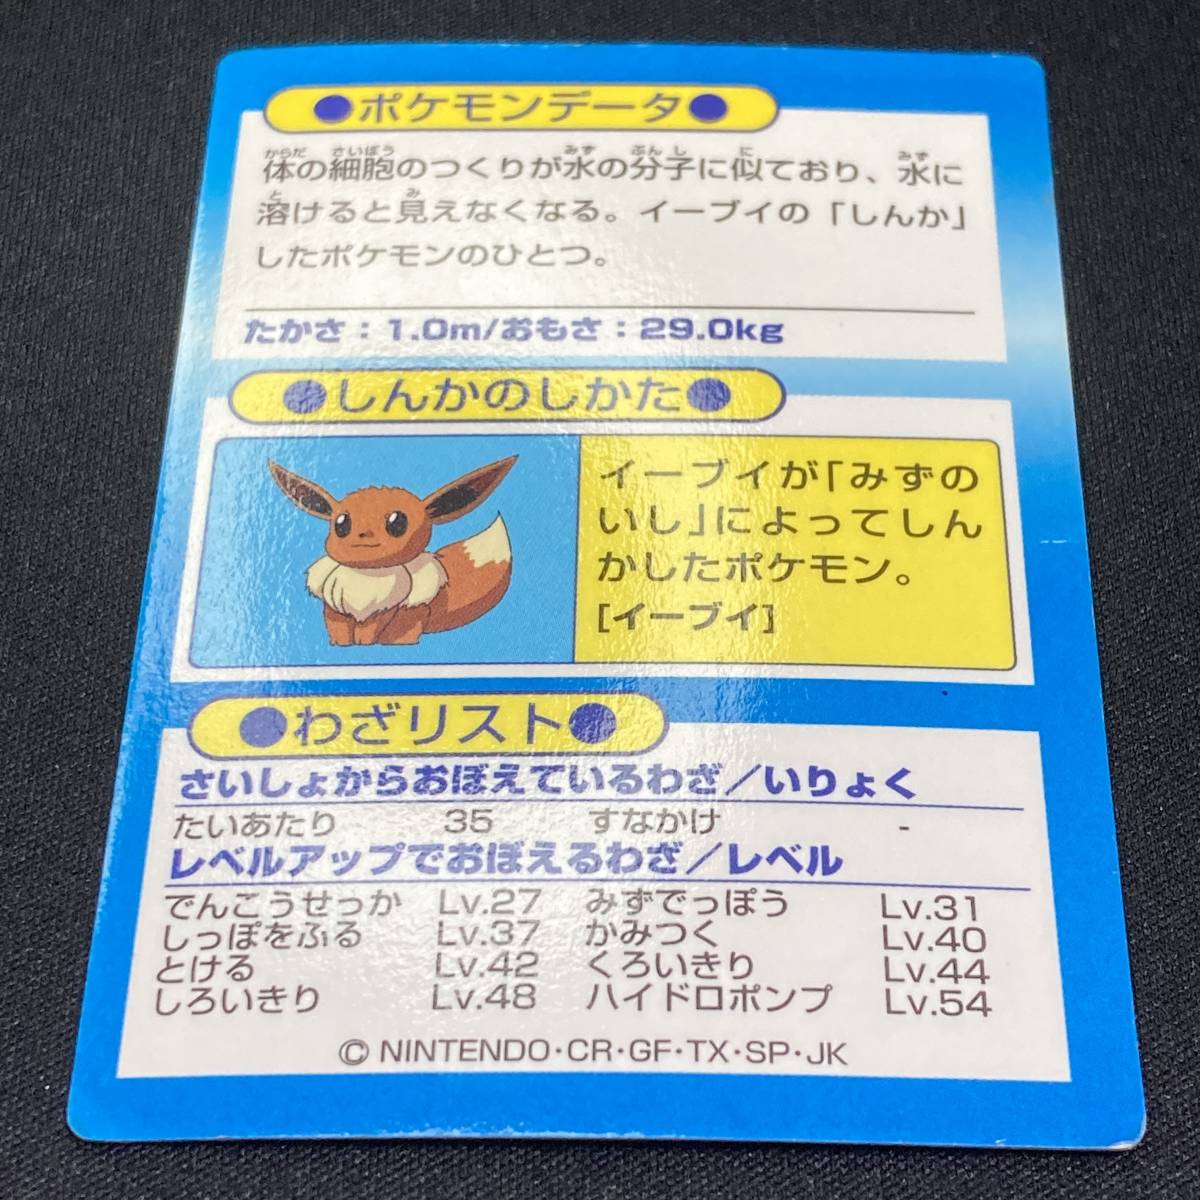 ●ポケモンデータ●
体の細胞のつくりが水の分子に似ており、水に
溶けると見えなくなる。イーブイの「しんか」
したポケモンのひとつ。
たかさ：1.0m/おもさ：29.0kg
●しんかのしかた●
イーブイが「みずの
いし」によってしん
かしたポケモン。
[イーブイ]
●わざリスト●
さいしょからおぼえているわざ／いりょく
たいあたり 35 すなかけ -
レベルアップでおぼえるわざ／レベル
でんこうせっか Lv.27 みずでっぽう Lv.31
しっぽをふる Lv.37 かみつく Lv.40
とける Lv.42 くろいきり Lv.44
しろいきり Lv.48 ハイドロポンプ Lv.54
© NINTENDO・CR・GF・TX・SP・JK